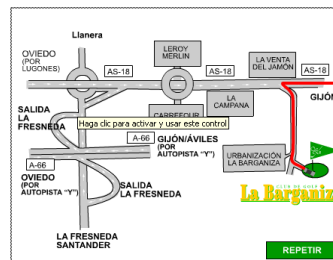 Llanera
OVIEDO
(POR
LUGONES)
AS-18
LEROY
MERLIN
AS-18
LA VENTA
DEL JAMÓN
AS-18
LA
CAMPANA
GIJÓN
SALIDA
LA
FRESNEDA
CARREFOUR
Haga clic para activar y usar este control
A-66
GIJÓN/AVILES
(POR
AUTOPISTA "Y")
URBANIZACIÓN
LA BARGANIZA
A-66
OVIEDO
(POR
AUTOPISTA "Y")
SALIDA
LA FRESNEDA
La Barganiz
LA FRESNEDA
SANTANDER
REPETIR